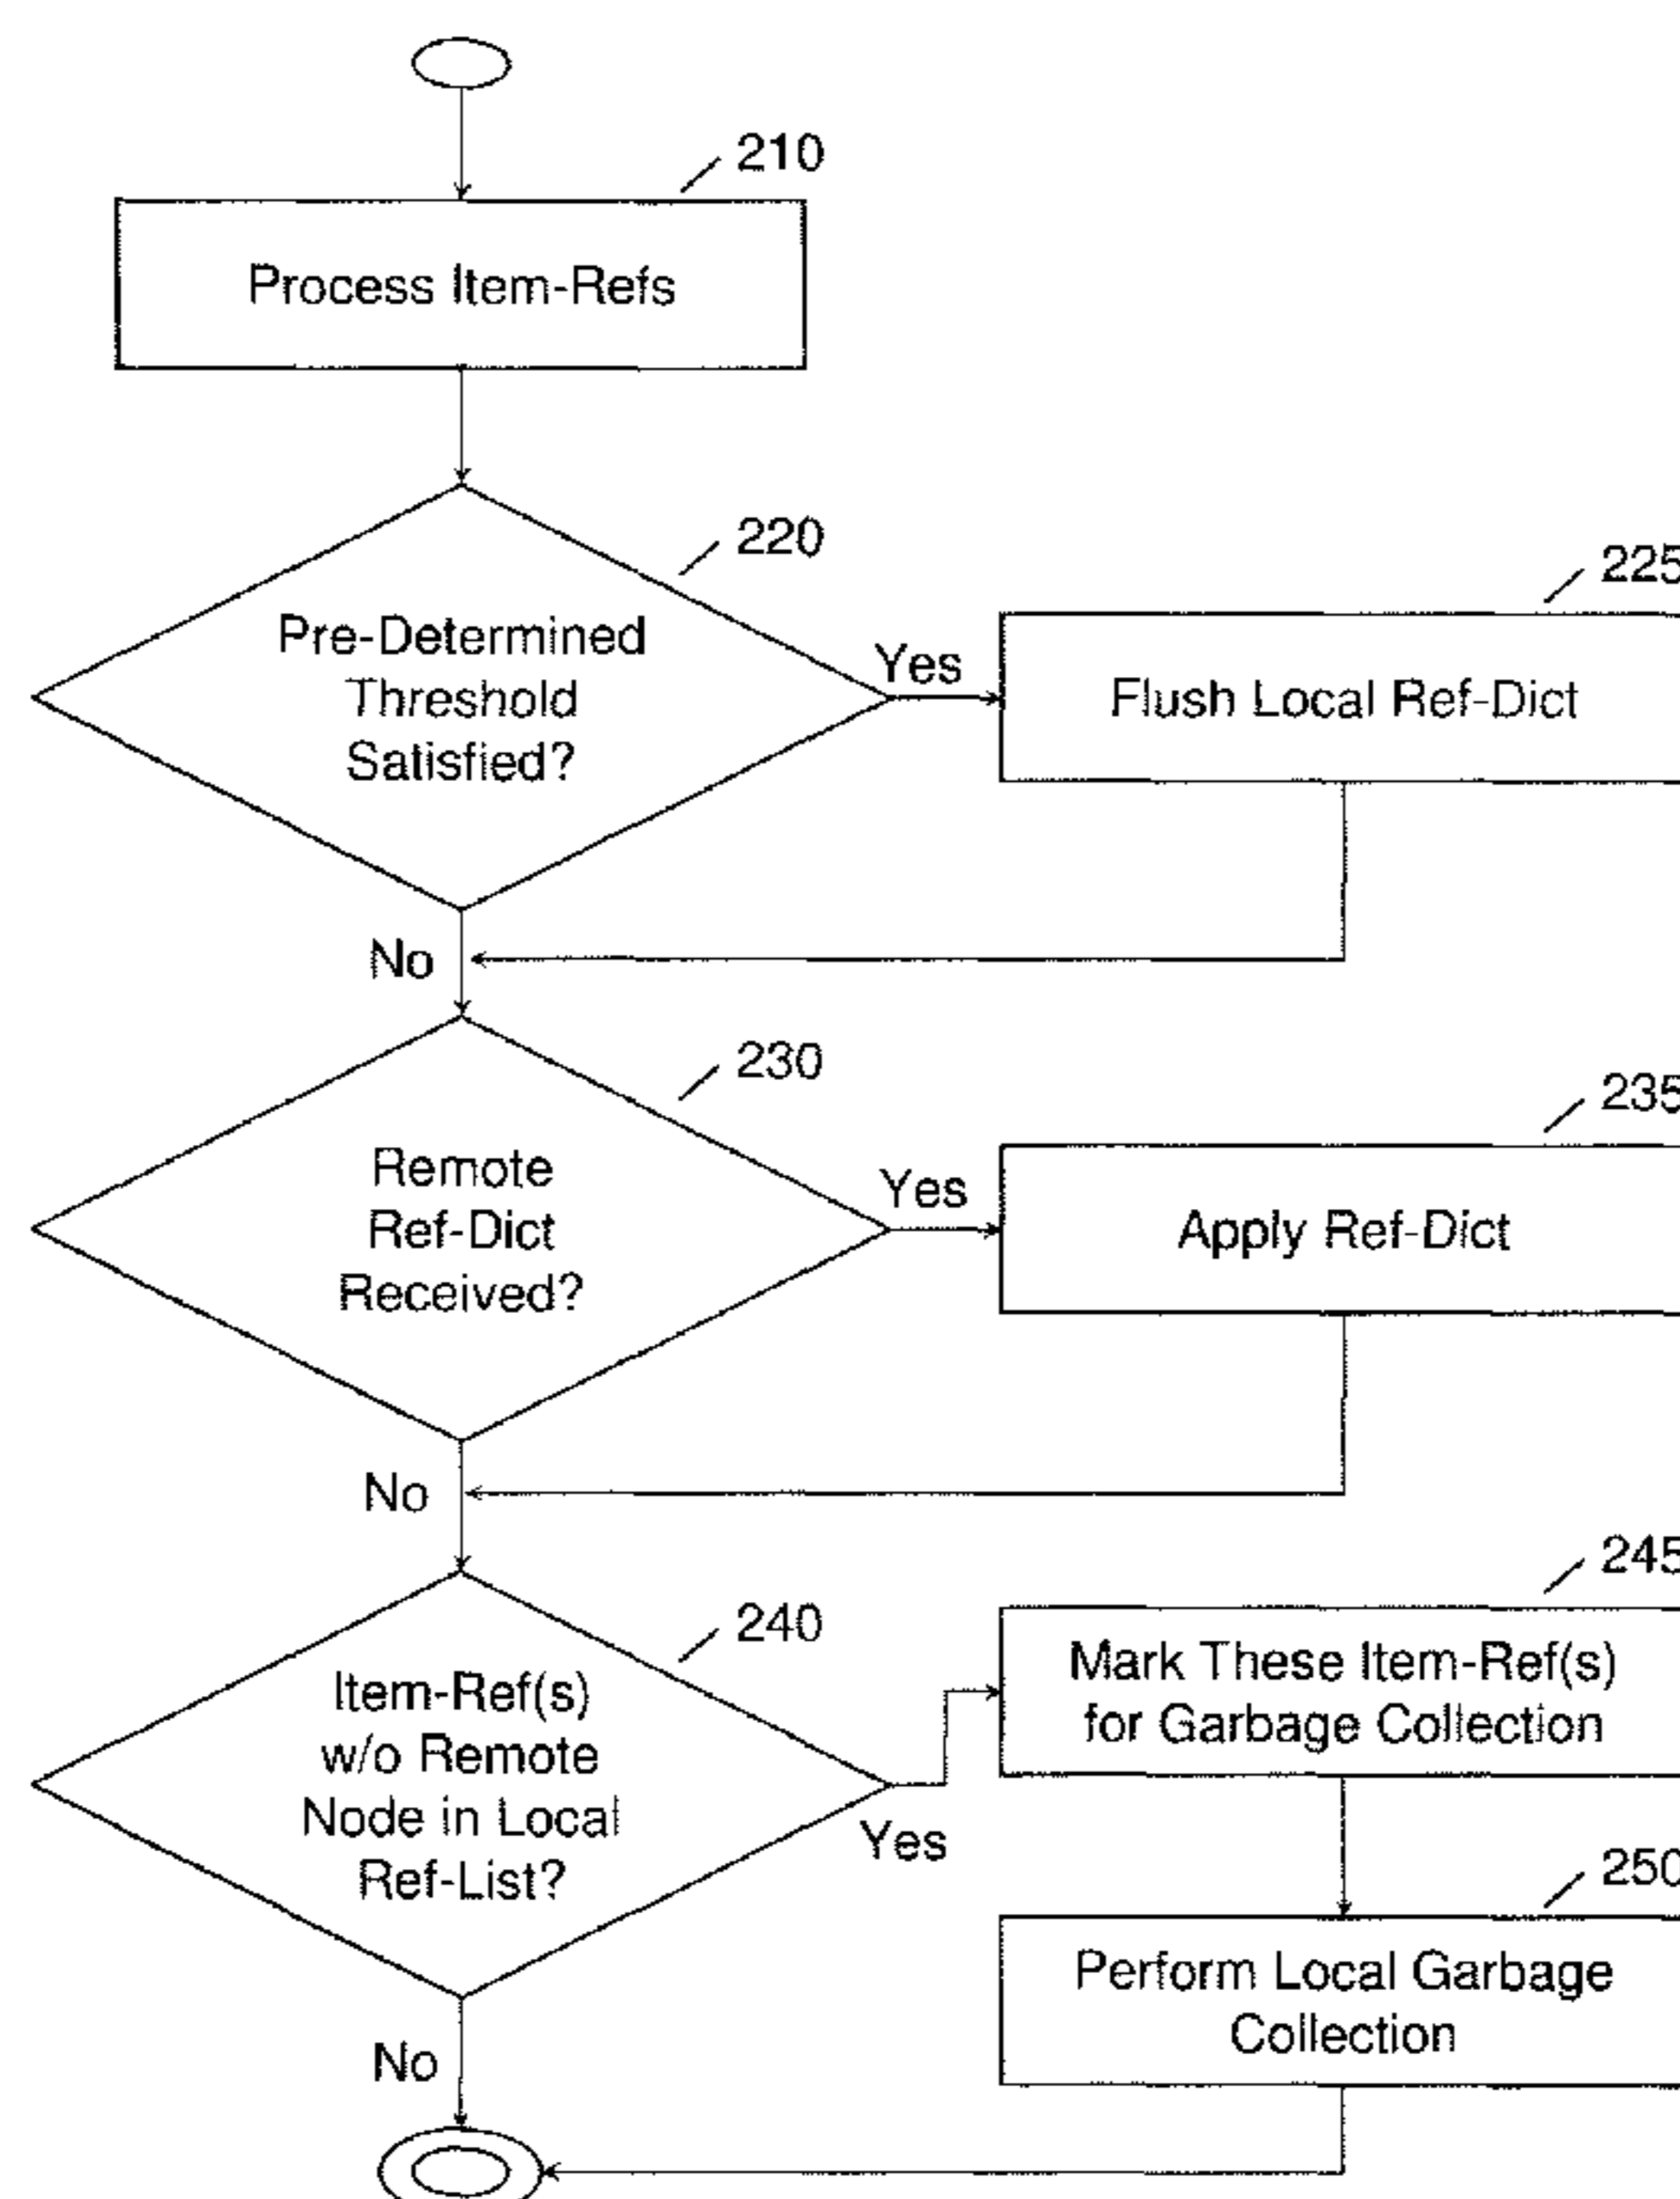 210
Process Item-Refs
220
Pre-Determined
Threshold
Satisfied?
Yes
225
Flush Local Ref-Dict
No
230
Remote
Ref-Dict
Received?
Yes
235
Apply Ref-Dict
No
240
Item-Ref(s)
w/o Remote
Node in Local
Ref-List?
Yes
245
Mark These Item-Ref(s)
for Garbage Collection
250
Perform Local Garbage
Collection
No